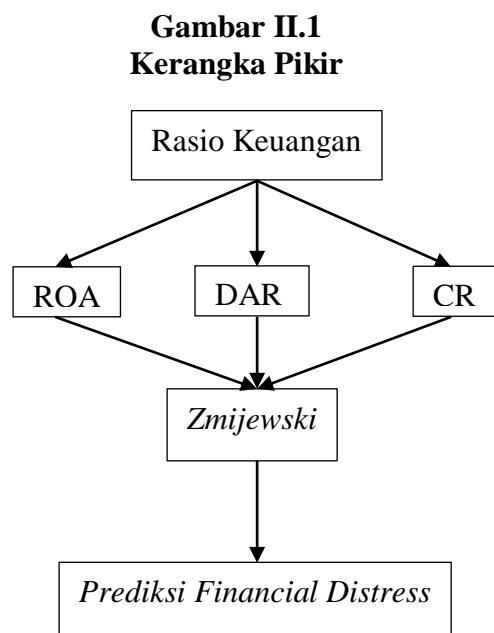 Gambar II.1
Kerangka Pikir
Rasio Keuangan
ROA
DAR
CR
Zmijewski
Prediksi Financial Distress